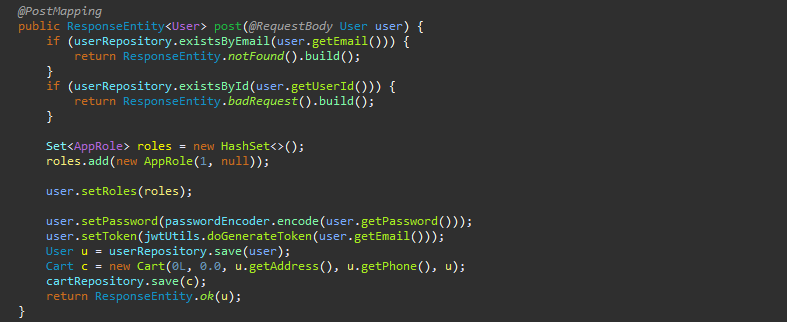 @PostMapping
public ResponseEntity<User> post(@RequestBody User user) {
if (userRepository.existsByEmail(user.getEmail())) {
return ResponseEntity.notFound().build();
}
if (userRepository.existsById(user.getUserId())) {
return ResponseEntity.badRequest().build();
}
Set<AppRole> roles = new HashSet<>();
roles.add(new AppRole(1, null));
user.setRoles(roles);
user.setPassword(passwordEncoder.encode(user.getPassword()));
user.setToken(jwtUtils.doGenerateToken(user.getEmail()));
User u = userRepository.save(user);
Cart c = new Cart(0L, 0.0, u.getAddress(), u.getPhone(), u);
cartRepository.save(c);
return ResponseEntity.ok(u);
}